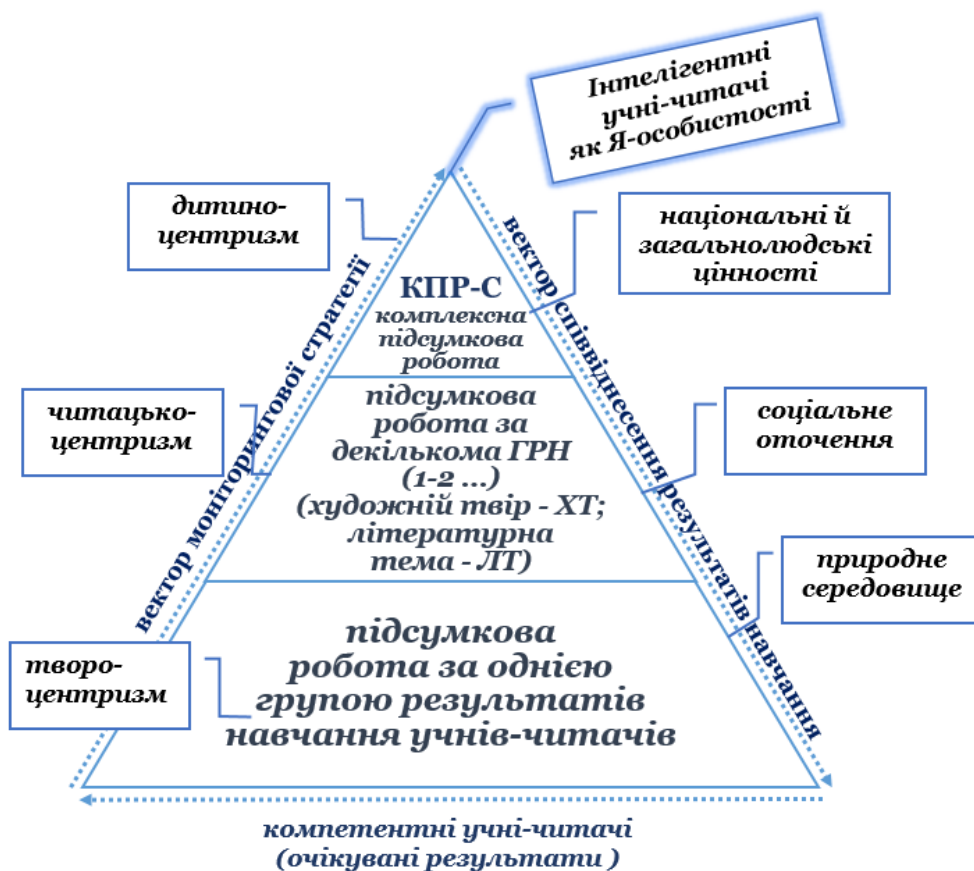 Інтелігентні
учні-читачі
як Я-особистості
дитино-
центризм
національні й
загальнолюдські
цінності
вектор моніторингової стратегії
вектор співвіднесення результатів навчання
КПР-С
комплексна
підсумкова
робота
читацько-
центризм
підсумкова
робота за
декількома ГРН
(1-2 ...)
(художній твір - ХТ;
літературна
тема - ЛТ)
соціальне
оточення
природне
середовище
творо-
центризм
підсумкова
робота за однією
групою результатів
навчання учнів-читачів
компетентні учні-читачі
(очікувані результати )